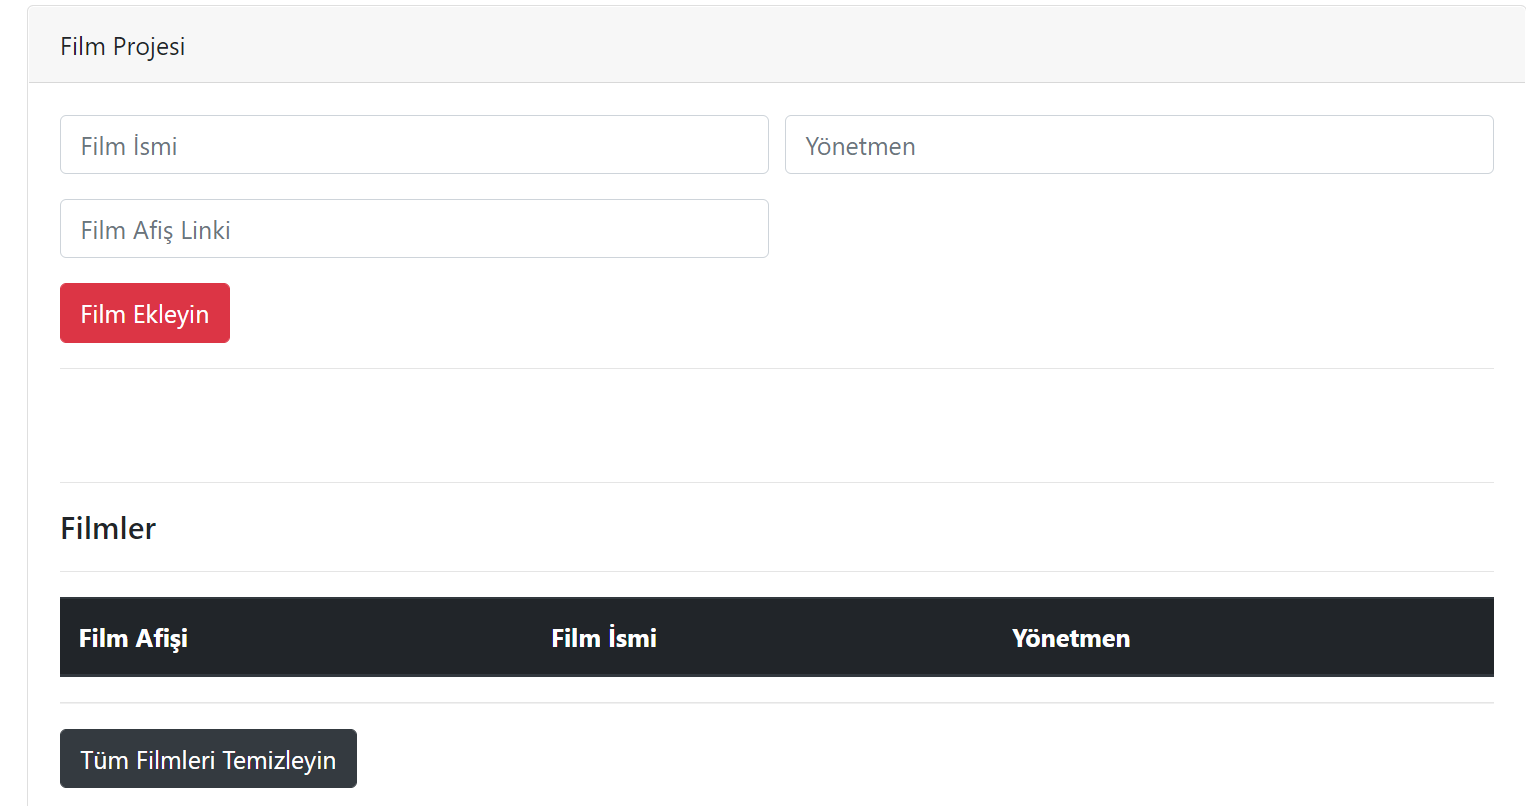 Film Projesi
Film İsmi
Yönetmen
Film Afiş Linki
Film Ekleyin
Filmler
Film Afişi Film İsmi Yönetmen
Tüm Filmleri Temizleyin